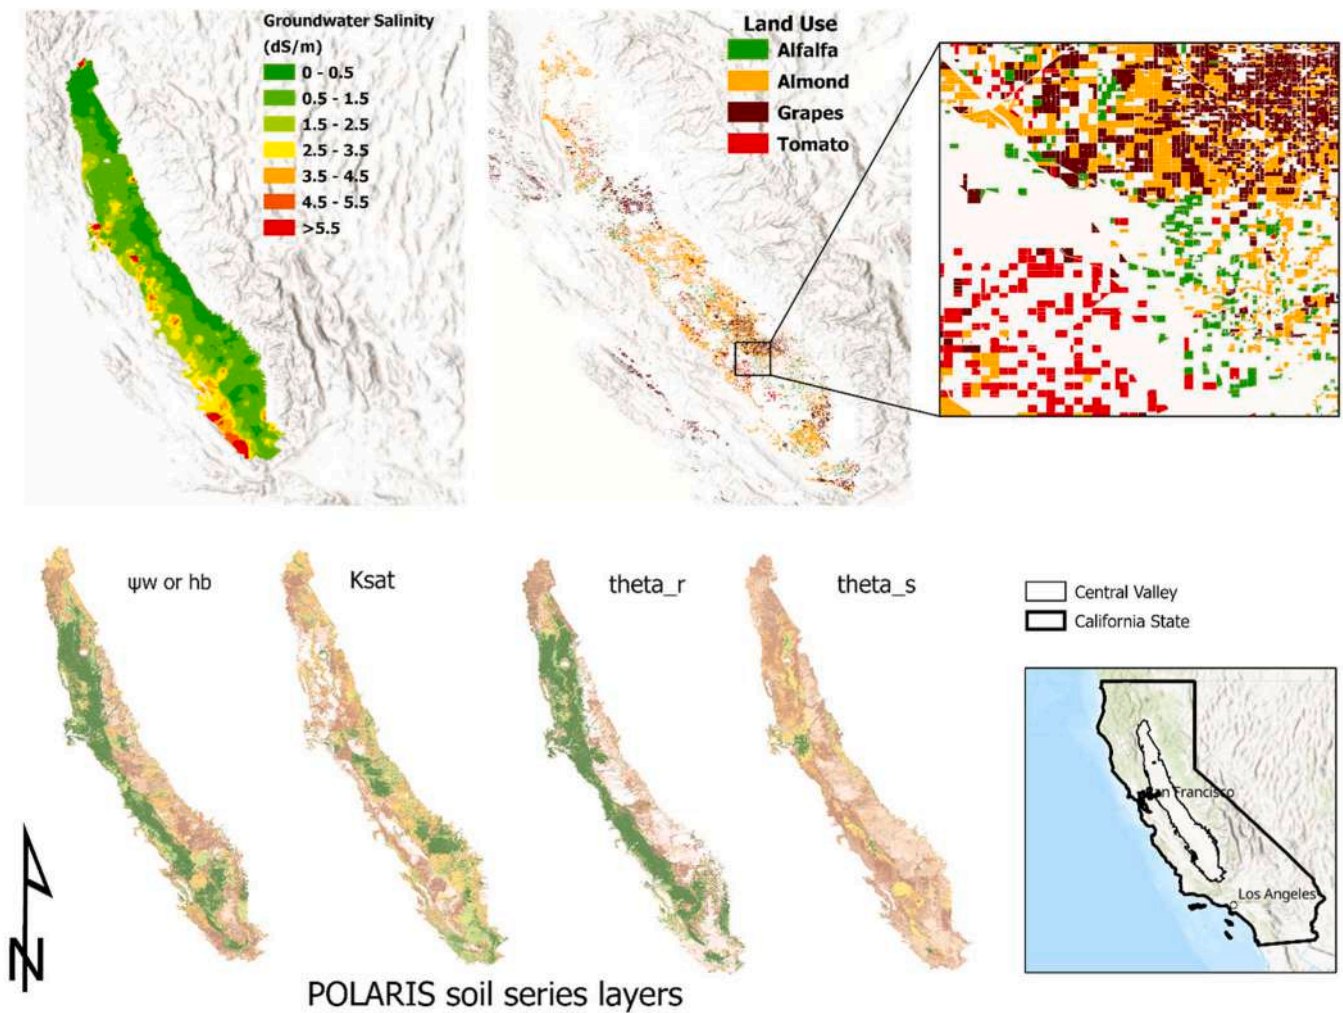 Groundwater Salinity
(dS/m)
0 - 0.5
0.5 - 1.5
1.5 - 2.5
2.5 - 3.5
3.5 - 4.5
4.5 - 5.5
>5.5
Land Use
Alfalfa
Almond
Grapes
Tomato
ψw or hb
Ksat
theta_r
theta_s
Central Valley
California State
San Francisco
Los Angeles
N
POLARIS soil series layers